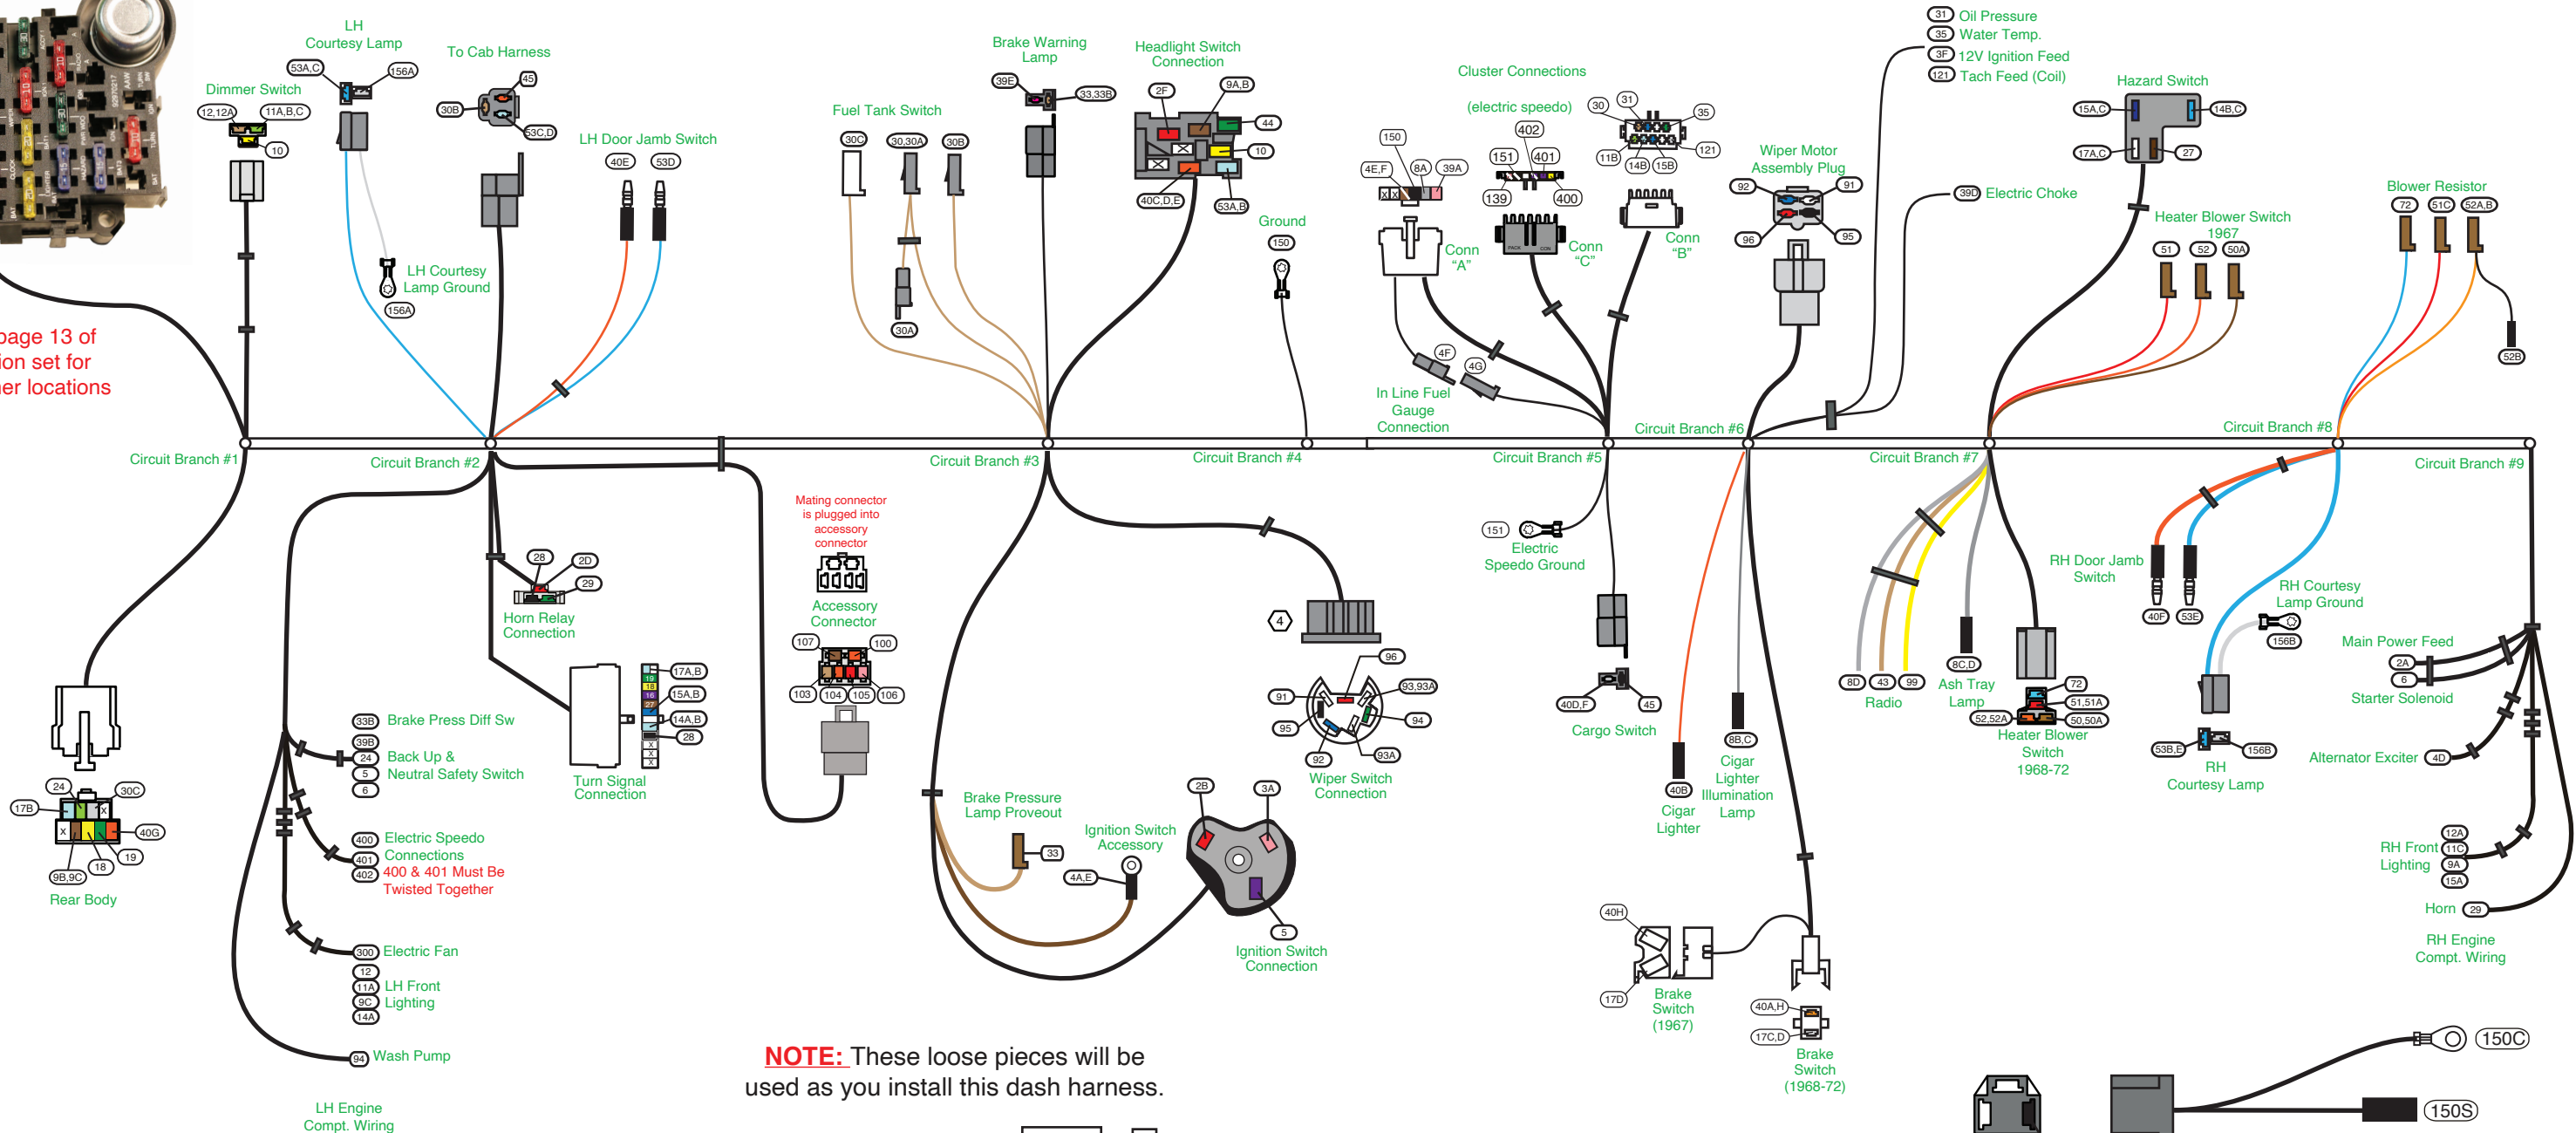 LH
Courtesy Lamp
53A,C
156A
To Cab Harness
45
30B
53C,D
Dimmer Switch
12,12A
11A,B,C
10
LH Door Jamb Switch
40E
53D
LH Courtesy
Lamp Ground
156A
Fuel Tank Switch
30C
30,30A
30B
30A
Brake Warning
Lamp
39E
33,33B
Headlight Switch
Connection
2F
9A,B
44
10
40C,D,E
53A,B
Ground
150
Cluster Connections
(electric speedo)
150
4E,F
8A
39A
X X
402
151
401
139
400
30
31
35
11B
14B
15B
121
Conn
“A”
Conn
“C”
Conn
“B”
PACK CON
4F
4G
In Line Fuel
Gauge
Connection
Wiper Motor
Assembly Plug
92
91
96
95
31 Oil Pressure
35 Water Temp.
3F 12V Ignition Feed
121 Tach Feed (Coil)
39D Electric Choke
Hazard Switch
15A,C
14B,C
17A,C
27
Heater Blower Switch
1967
51
52
50A
Blower Resistor
72
51C
52A,B
52B
page 13 of
ion set for
ner locations
Circuit Branch #1
Circuit Branch #2
Circuit Branch #3
Circuit Branch #4
Circuit Branch #5
Circuit Branch #6
Circuit Branch #7
Circuit Branch #8
Circuit Branch #9
24
30C
17B
X
X
40G
19
18
9B,9C
Rear Body
28
2D
29
Horn Relay
Connection
17A,B
19
18
16
15A,B
27
14A,B
28
X
X
X
Turn Signal
Connection
33B Brake Press Diff Sw
39B
24 Back Up &
5 Neutral Safety Switch
6
400 Electric Speedo
401 Connections
402 400 & 401 Must Be
Twisted Together
300 Electric Fan
12
11A LH Front
9C Lighting
14A
94 Wash Pump
LH Engine
Compt. Wiring
Mating connector
is plugged into
accessory
connector
Accessory
Connector
107
100
103
104
105
106
Brake Pressure
Lamp Proveout
33
Ignition Switch
Accessory
4A,E
2B
3A
5
Ignition Switch
Connection
4
96
91
93,93A
95
94
92
93A
Wiper Switch
Connection
151
Electric
Speedo Ground
40D,F
45
Cargo Switch
40B
Cigar
Lighter
8B,C
Cigar
Lighter
Illumination
Lamp
40H
17D
Brake
Switch
(1967)
40A,H
17C,D
Brake
Switch
(1968-72)
8D
43
99
Radio
8C,D
Ash Tray
Lamp
72
51,51A
52,52A
50,50A
Heater Blower
Switch
1968-72
RH Door Jamb
Switch
40F
53E
RH Courtesy
Lamp Ground
156B
53B,E
156B
RH
Courtesy Lamp
Main Power Feed
2A
6
Starter Solenoid
Alternator Exciter 4D
12A
RH Front 11C
Lighting 9A
15A
Horn 29
RH Engine
Compt. Wiring
NOTE: These loose pieces will be
used as you install this dash harness.
150C
150S